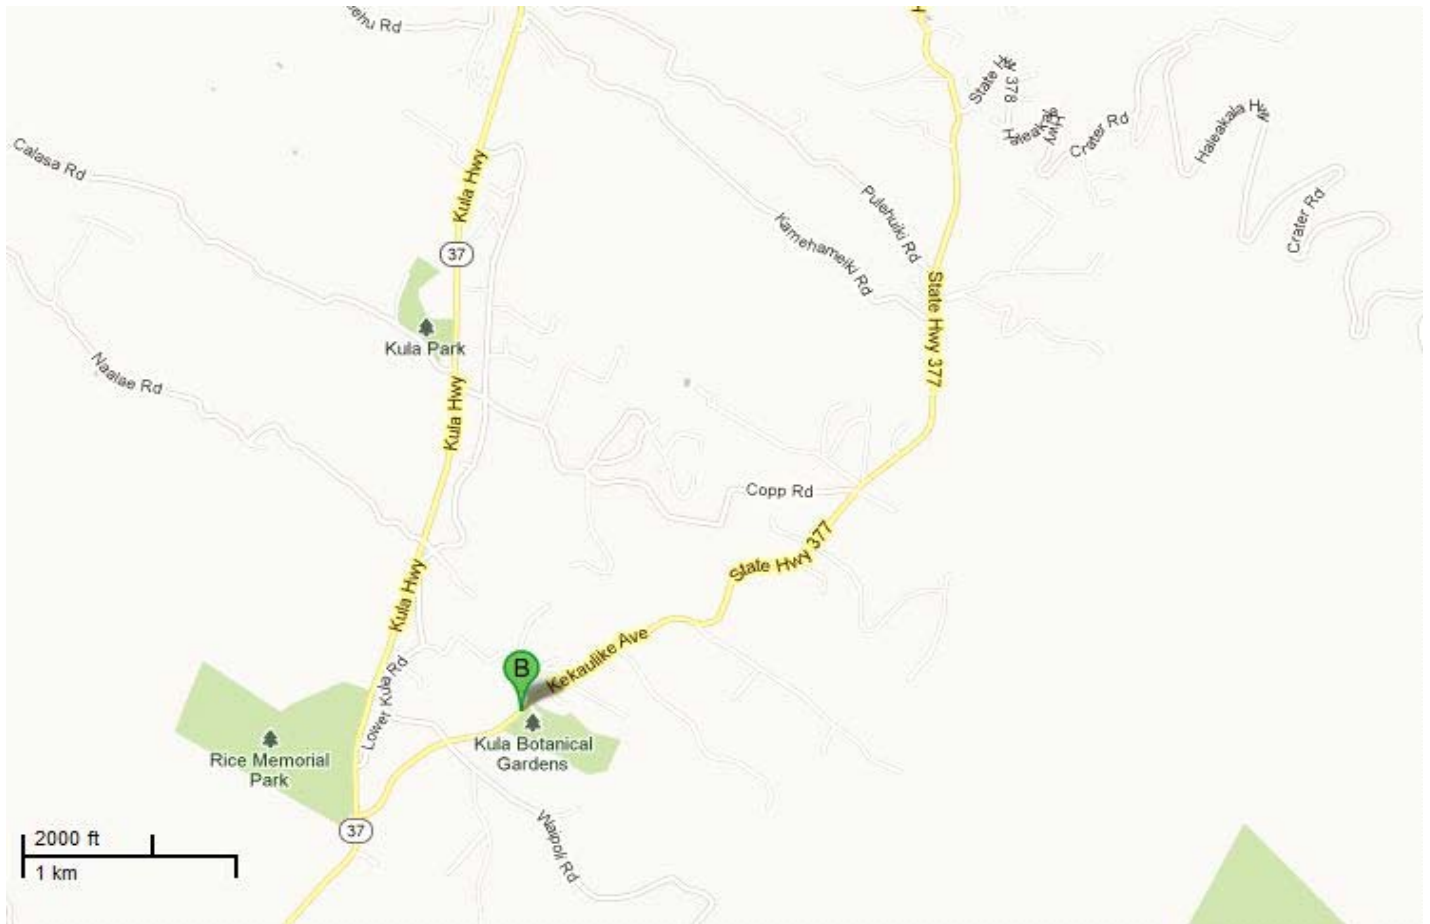 Kula Hwy
37
Calasa Rd
State Hw 378
Haleakala Hwy
Crater Rd
Haleakala Hwy
Crater Rd
Pulehuiki Rd
Kamehameiki Rd
State Hwy 377
Kula Park
Kula Hwy
Naalae Rd
Copp Rd
State Hwy 377
Kula Hwy
Kekaulike Ave
B
Lower Kula Rd
Rice Memorial
Park
Kula Botanical
Gardens
37
Waipoli Rd
2000 ft
1 km